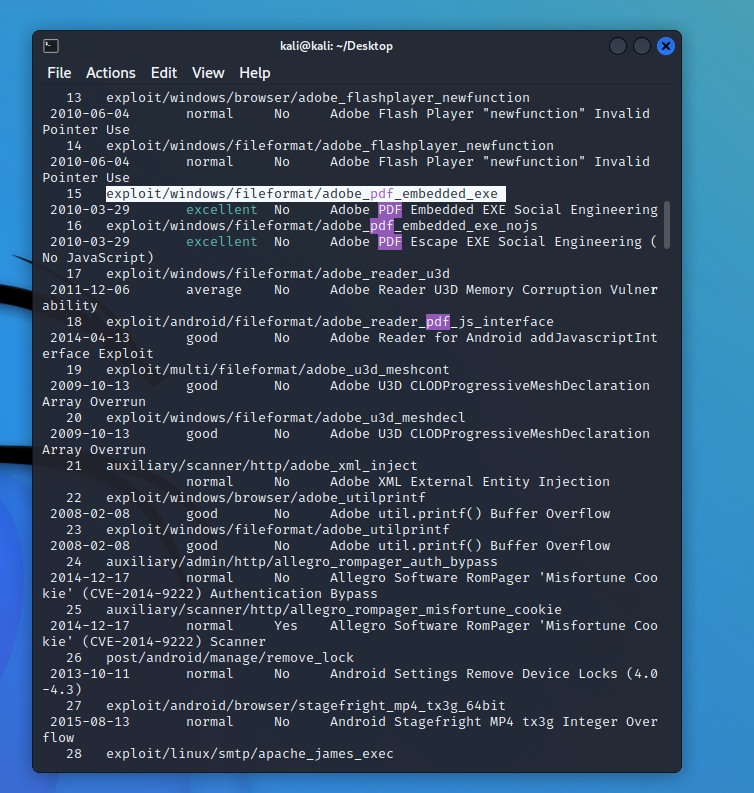 kali@kali: ~/Desktop
File Actions Edit View Help
13 exploit/windows/browser/adobe_flashplayer_newfunction
2010-06-04 normal No Adobe Flash Player "newfunction" Invalid
Pointer Use
14 exploit/windows/fileformat/adobe_flashplayer_newfunction
2010-06-04 normal No Adobe Flash Player "newfunction" Invalid
Pointer Use
15 exploit/windows/fileformat/adobe_pdf_embedded_exe
2010-03-29 excellent No Adobe PDF Embedded EXE Social Engineering
16 exploit/windows/fileformat/adobe_pdf_embedded_exe_nojs
2010-03-29 excellent No Adobe PDF Escape EXE Social Engineering (
No JavaScript)
17 exploit/windows/fileformat/adobe_reader_u3d
2011-12-06 average No Adobe Reader U3D Memory Corruption Vulner
ability
18 exploit/android/fileformat/adobe_reader_pdf_js_interface
2014-04-13 good No Adobe Reader for Android addJavascriptInt
erface Exploit
19 exploit/multi/fileformat/adobe_u3d_meshcont
2009-10-13 good No Adobe U3D CLODProgressiveMeshDeclaration
Array Overrun
20 exploit/windows/fileformat/adobe_u3d_meshdecl
2009-10-13 good No Adobe U3D CLODProgressiveMeshDeclaration
Array Overrun
21 auxiliary/scanner/http/adobe_xml_inject
normal No Adobe XML External Entity Injection
22 exploit/windows/browser/adobe_utilprintf
2008-02-08 good No Adobe util.printf() Buffer Overflow
23 exploit/windows/fileformat/adobe_utilprintf
2008-02-08 good No Adobe util.printf() Buffer Overflow
24 auxiliary/admin/http/allegro_rompager_auth_bypass
2014-12-17 normal No Allegro Software RomPager 'Misfortune Coo
kie' (CVE-2014-9222) Authentication Bypass
25 auxiliary/scanner/http/allegro_rompager_misfortune_cookie
2014-12-17 normal Yes Allegro Software RomPager 'Misfortune Coo
kie' (CVE-2014-9222) Scanner
26 post/android/manage/remove_lock
2013-10-11 normal No Android Settings Remove Device Locks (4.0
-4.3)
27 exploit/android/browser/stagefright_mp4_tx3g_64bit
2015-08-13 normal No Android Stagefright MP4 tx3g Integer Over
flow
28 exploit/linux/smtp/apache_james_exec